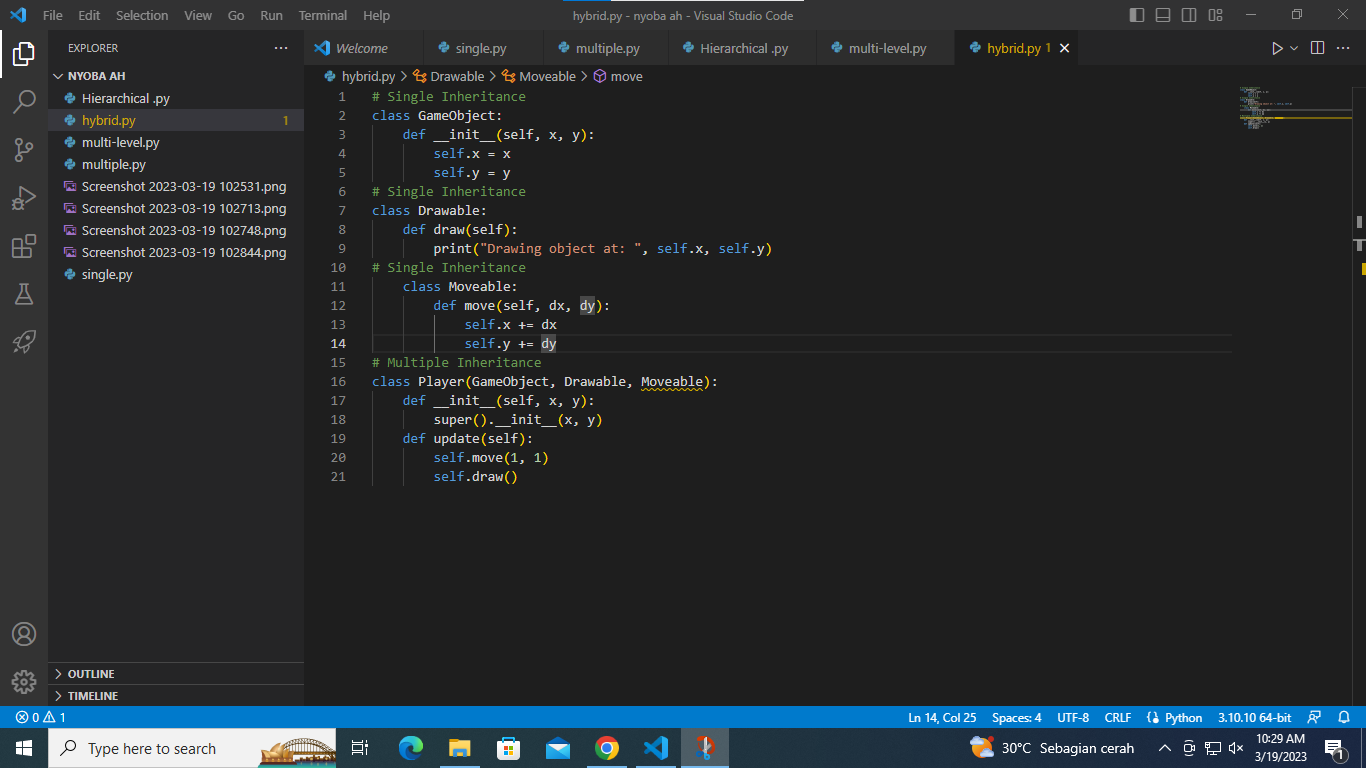 File Edit Selection View Go Run Terminal Help hybrid.py - nyoba ah - Visual Studio Code
EXPLORER
Welcome single.py multiple.py Hierarchical .py multi-level.py hybrid.py 1
NYOBA AH
Hierarchical .py
hybrid.py 1
multi-level.py
multiple.py
Screenshot 2023-03-19 102531.png
Screenshot 2023-03-19 102713.png
Screenshot 2023-03-19 102748.png
Screenshot 2023-03-19 102844.png
single.py
OUTLINE
TIMELINE
hybrid.py > Drawable > Moveable > move
1 # Single Inheritance
2 class GameObject:
3     def __init__(self, x, y):
4         self.x = x
5         self.y = y
6 # Single Inheritance
7 class Drawable:
8     def draw(self):
9         print("Drawing object at: ", self.x, self.y)
10 # Single Inheritance
11     class Moveable:
12         def move(self, dx, dy):
13             self.x += dx
14             self.y += dy
15 # Multiple Inheritance
16 class Player(GameObject, Drawable, Moveable):
17     def __init__(self, x, y):
18         super().__init__(x, y)
19     def update(self):
20         self.move(1, 1)
21         self.draw()
0 1 Ln 14, Col 25 Spaces: 4 UTF-8 CRLF Python 3.10.10 64-bit
Type here to search
30°C Sebagian cerah
10:29 AM
3/19/2023
1